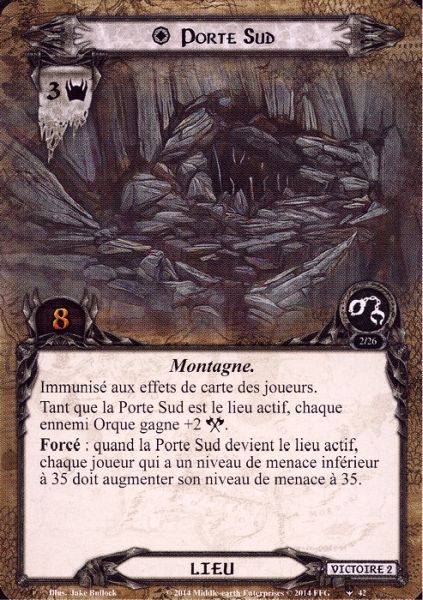 Porte Sud
3
8
2/26
Montagne.
Immunisé aux effets de carte des joueurs.
Tant que la Porte Sud est le lieu actif, chaque
ennemi Orque gagne +2 .
Forcé : quand la Porte Sud devient le lieu actif,
chaque joueur qui a un niveau de menace inférieur
à 35 doit augmenter son niveau de menace à 35.
LIEU
VICTOIRE 2
Illus. Jake Bullock
© 2014 Middle-earth Enterprises © 2014 FFG
42